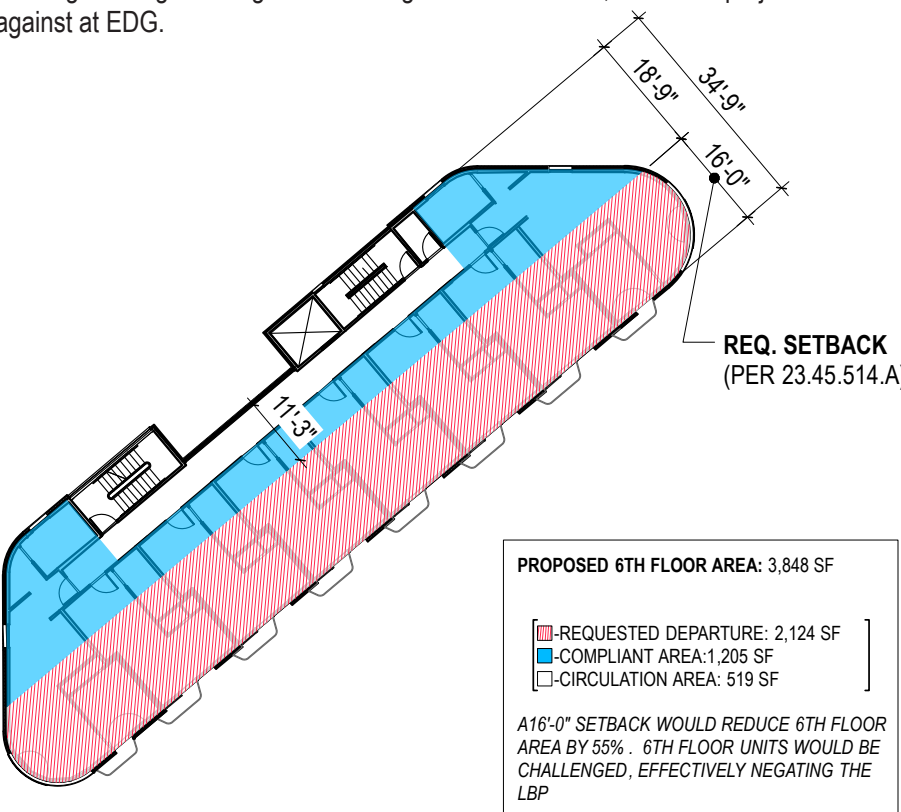 against at EDG.
34'-9"
18'-9"
16'-0"
REQ. SETBACK
(PER 23.45.514.A)
11'-3"
PROPOSED 6TH FLOOR AREA: 3,848 SF
-REQUESTED DEPARTURE: 2,124 SF
-COMPLIANT AREA:1,205 SF
-CIRCULATION AREA: 519 SF
A16'-0" SETBACK WOULD REDUCE 6TH FLOOR
AREA BY 55% . 6TH FLOOR UNITS WOULD BE
CHALLENGED, EFFECTIVELY NEGATING THE
LBP